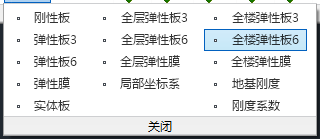 刚性板 全层弹性板3 全楼弹性板3
弹性板3 全层弹性板6 全楼弹性板6
弹性板6 全层弹性膜 全楼弹性膜
弹性膜 局部坐标系 地基刚度
实体板 刚度系数
关闭